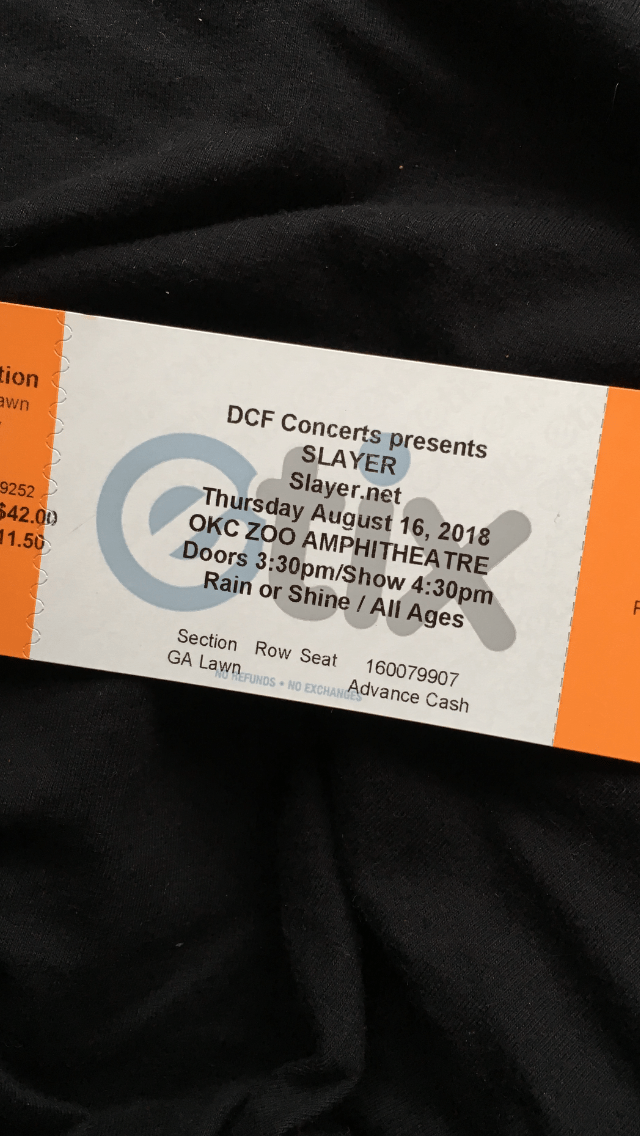 tion
awn
9252
$42.00
11.50
DCF Concerts presents
SLAYER
Slayer.net
Thursday August 16, 2018
OKC ZOO AMPHITHEATRE
Doors 3:30pm/Show 4:30pm
Rain or Shine / All Ages
Section Row Seat 160079907
GA Lawn Advance Cash
NO REFUNDS • NO EXCHANGES
etix